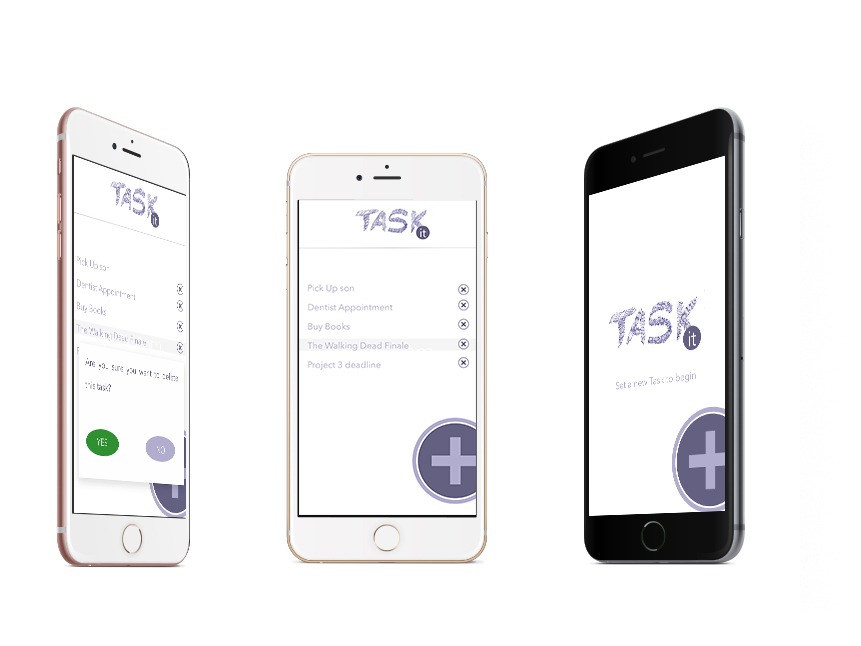 TASK
it
Pick Up son
Dentist Appointment
Buy Books
The Walking Dead Finale
Are you sure you want to delete
this task?
YES
NO
TASK
it
Pick Up son
Dentist Appointment
Buy Books
The Walking Dead Finale
Project 3 deadline
TASK
it
Set a new Task to begin